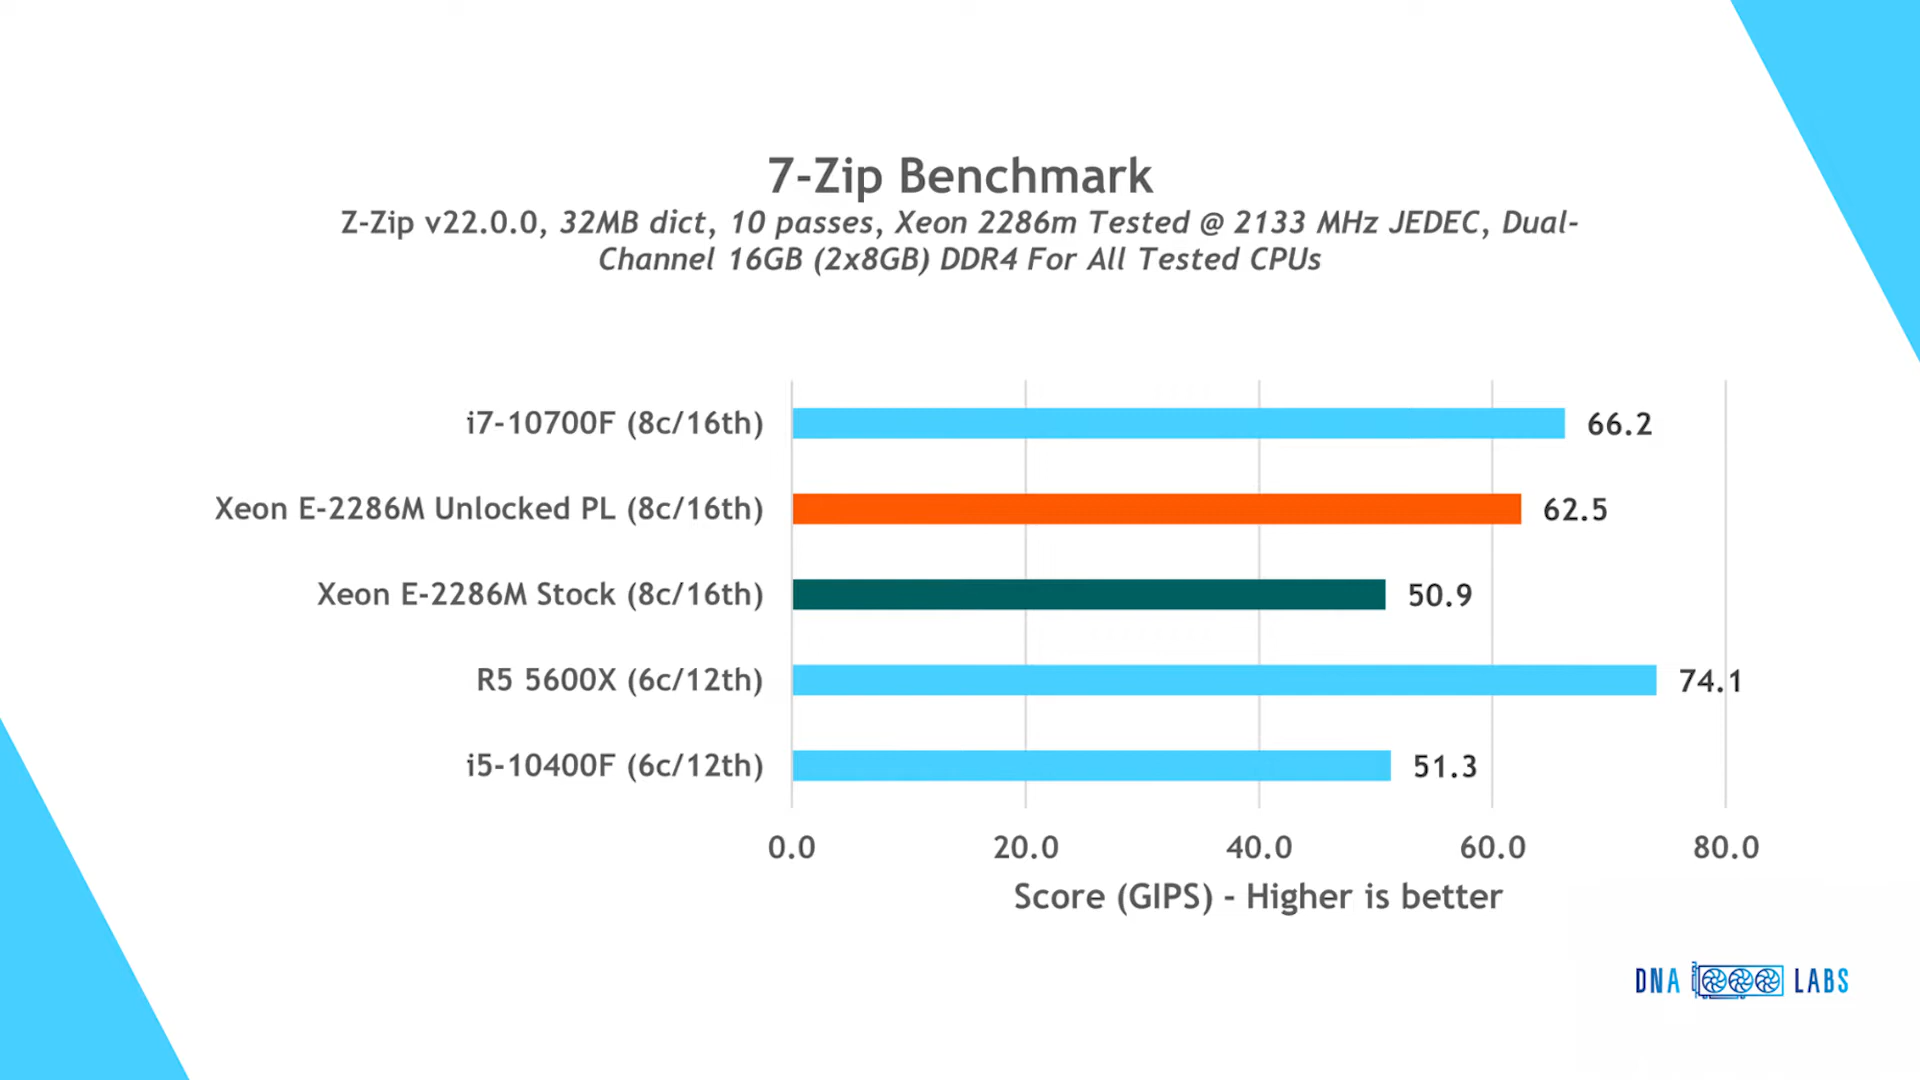 7-Zip Benchmark
Z-Zip v22.0.0, 32MB dict, 10 passes, Xeon 2286m Tested @ 2133 MHz JEDEC, Dual-
Channel 16GB (2x8GB) DDR4 For All Tested CPUs
i7-10700F (8c/16th) 66.2
Xeon E-2286M Unlocked PL (8c/16th) 62.5
Xeon E-2286M Stock (8c/16th) 50.9
R5 5600X (6c/12th) 74.1
i5-10400F (6c/12th) 51.3
0.0 20.0 40.0 60.0 80.0
Score (GIPS) - Higher is better
DNA LABS